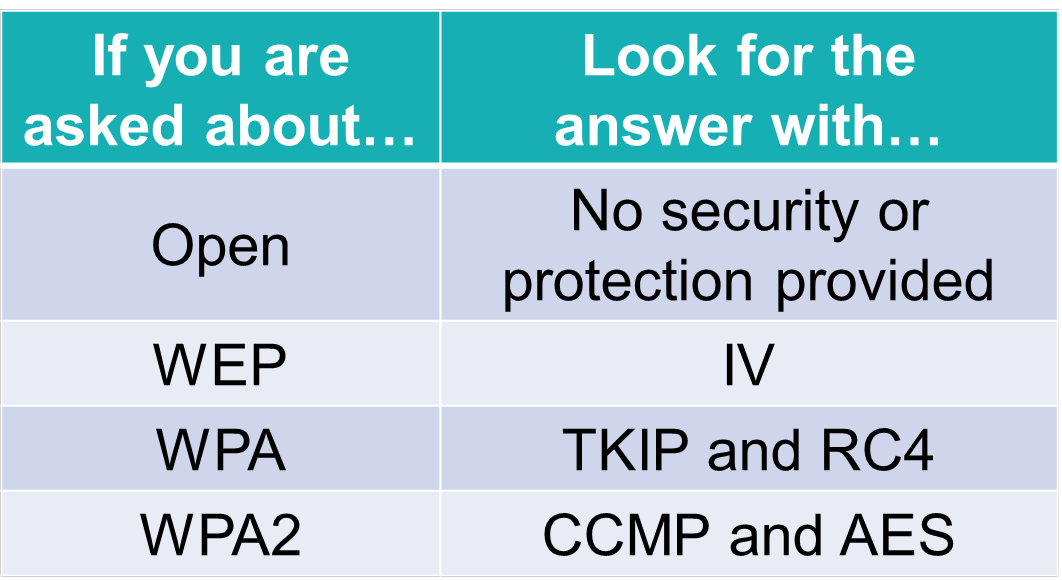 If you are
asked about…
Look for the
answer with…
Open
No security or
protection provided
WEP
IV
WPA
TKIP and RC4
WPA2
CCMP and AES